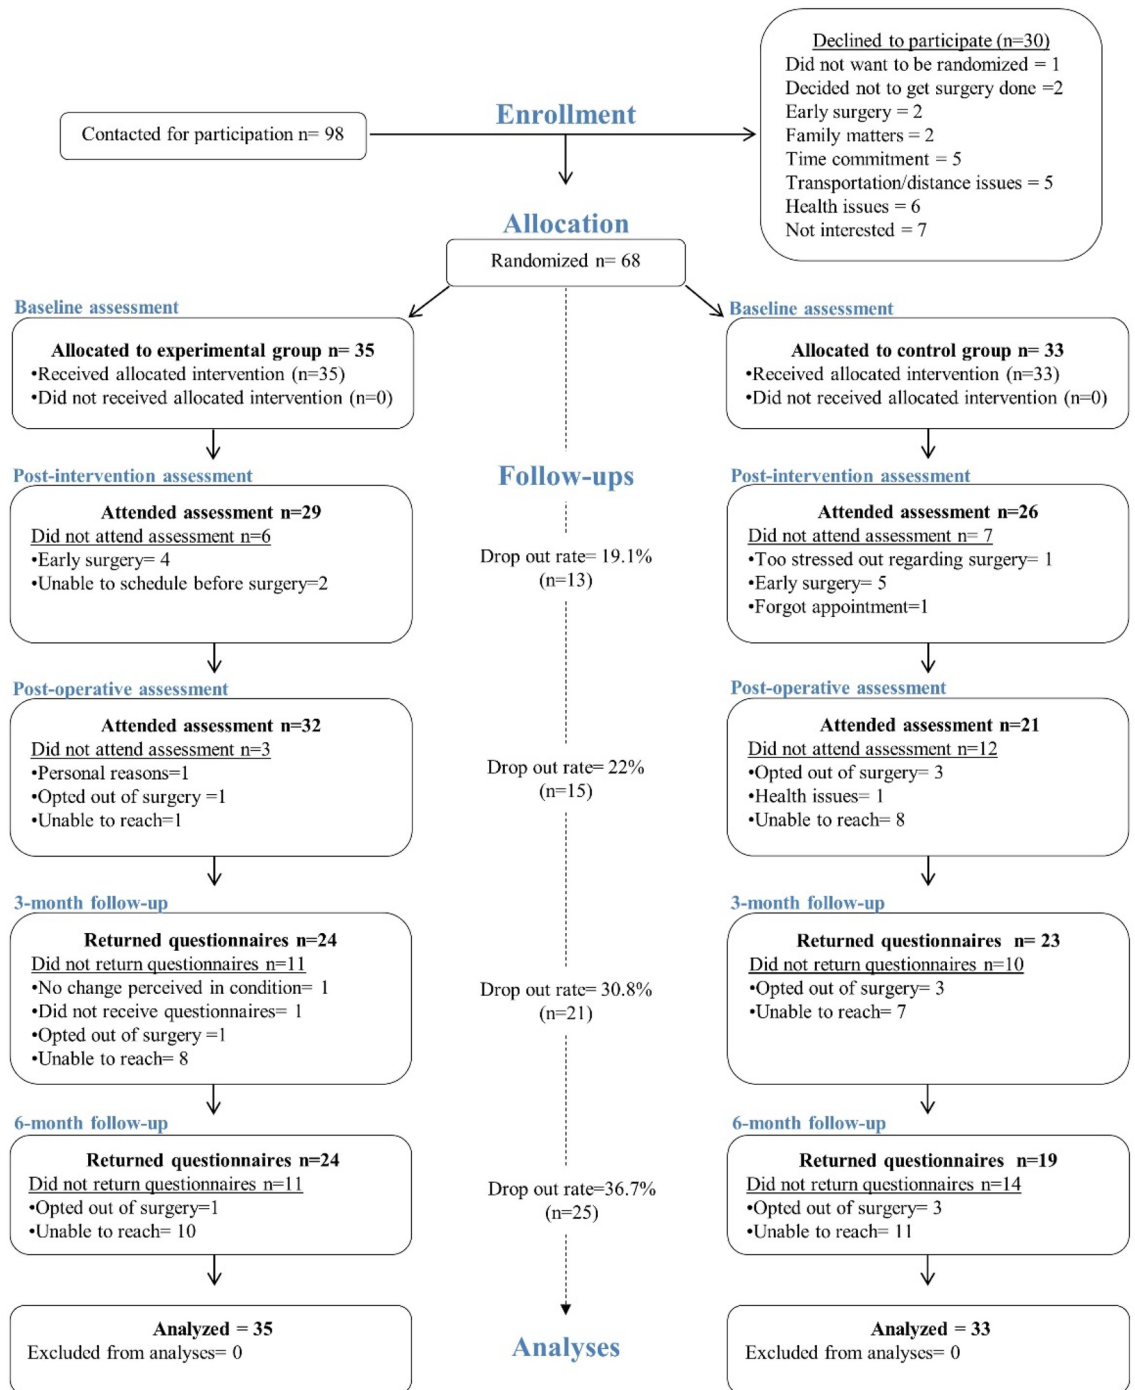 Enrollment
Contacted for participation n= 98
Declined to participate (n=30)
Did not want to be randomized = 1
Decided not to get surgery done =2
Early surgery = 2
Family matters = 2
Time commitment = 5
Transportation/distance issues = 5
Health issues = 6
Not interested = 7
Allocation
Randomized n= 68
Baseline assessment
Allocated to experimental group n= 35
•Received allocated intervention (n=35)
•Did not received allocated intervention (n=0)
Baseline assessment
Allocated to control group n= 33
•Received allocated intervention (n=33)
•Did not received allocated intervention (n=0)
Follow-ups
Post-intervention assessment
Attended assessment n=29
Did not attend assessment n=6
•Early surgery= 4
•Unable to schedule before surgery=2
Drop out rate= 19.1%
(n=13)
Post-intervention assessment
Attended assessment n=26
Did not attend assessment n= 7
•Too stressed out regarding surgery= 1
•Early surgery= 5
•Forgot appointment=1
Post-operative assessment
Attended assessment n=32
Did not attend assessment n=3
•Personal reasons=1
•Opted out of surgery =1
•Unable to reach=1
Drop out rate= 22%
(n=15)
Post-operative assessment
Attended assessment n=21
Did not attend assessment n=12
•Opted out of surgery= 3
•Health issues= 1
•Unable to reach= 8
3-month follow-up
Returned questionnaires n=24
Did not return questionnaires n=11
•No change perceived in condition= 1
•Did not receive questionnaires= 1
•Opted out of surgery =1
•Unable to reach= 8
Drop out rate= 30.8%
(n=21)
3-month follow-up
Returned questionnaires n= 23
Did not return questionnaires n=10
•Opted out of surgery= 3
•Unable to reach= 7
6-month follow-up
Returned questionnaires n=24
Did not return questionnaires n=11
•Opted out of surgery=1
•Unable to reach= 10
Drop out rate=36.7%
(n=25)
6-month follow-up
Returned questionnaires n=19
Did not return questionnaires n=14
•Opted out of surgery= 3
•Unable to reach= 11
Analyzed = 35
Excluded from analyses= 0
Analyses
Analyzed = 33
Excluded from analyses= 0